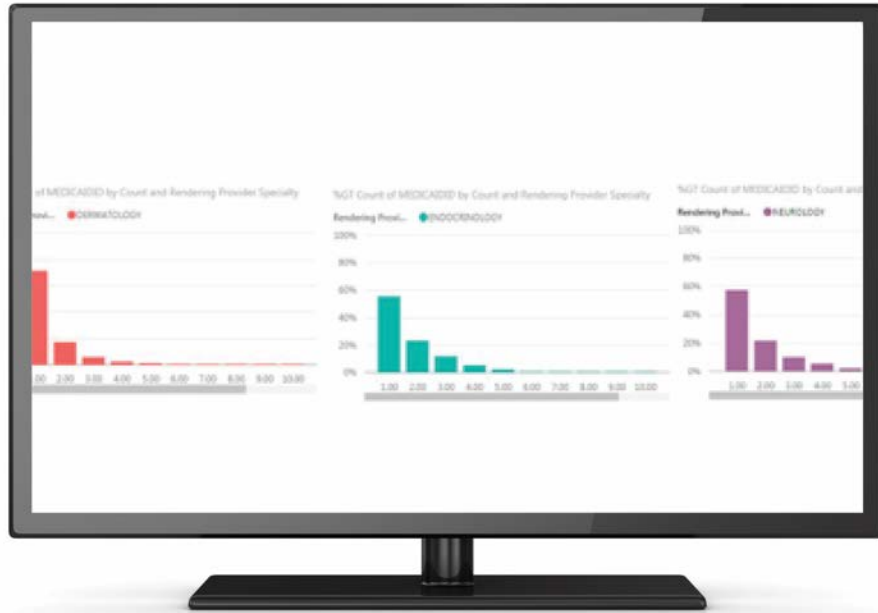 of MEDICAIDID by Count and Rendering Provider Specialty
DERMATOLOGY
.00 2.00 3.00 4.00 5.00 6.00 7.00 8.00 9.00 10.00
%GT Count of MEDICAIDID by Count and Rendering Provider Specialty
Rendering Provi... ENDOCRINOLOGY
100%
80%
60%
40%
20%
0%
1.00 2.00 3.00 4.00 5.00 6.00 7.00 8.00 9.00 10.00
%GT Count of MEDICAIDID by Count and
Rendering Provi... NEUROLOGY
100%
80%
60%
40%
20%
0%
1.00 2.00 3.00 4.00 5.00